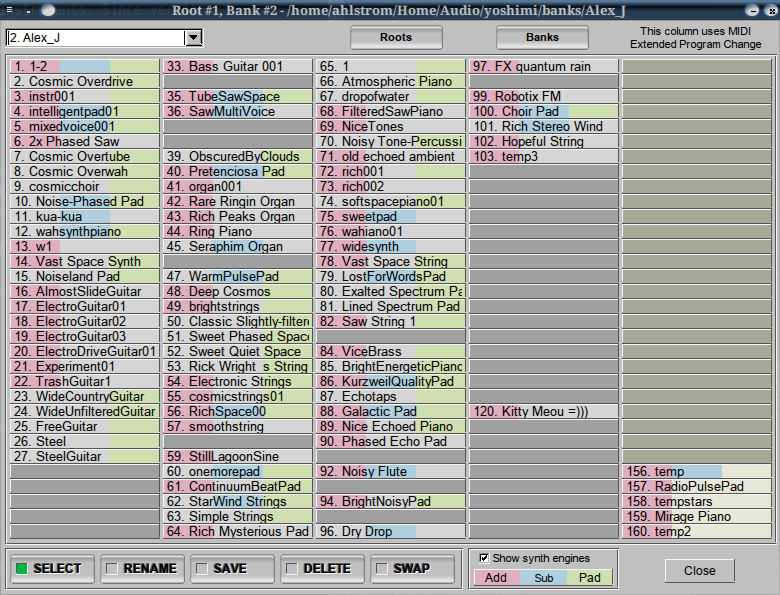 Root #1, Bank #2 - /home/ahlstrom/Home/Audio/yoshimi/banks/Alex_J
2. Alex_J
Roots
Banks
This column uses MIDI
Extended Program Change
1. 1-2
2. Cosmic Overdrive
3. instr001
4. intelligentpad01
5. mixedvoice001
6. 2x Phased Saw
7. Cosmic Overtube
8. Cosmic Overwah
9. cosmicchoir
10. Noise-Phased Pad
11. kua-kua
12. wahsynthpiano
13. w1
14. Vast Space Synth
15. Noiseland Pad
16. AlmostSlideGuitar
17. ElectroGuitar01
18. ElectroGuitar02
19. ElectroGuitar03
20. ElectroDriveGuitar01
21. Experiment01
22. TrashGuitar1
23. WideCountryGuitar
24. WideUnfilteredGuitar
25. FreeGuitar
26. Steel
27. SteelGuitar
33. Bass Guitar 001
35. TubeSawSpace
36. SawMultiVoice
39. ObscuredByClouds
40. Pretenciosa Pad
41. organ001
42. Rare Ringin Organ
43. Rich Peaks Organ
44. Ring Piano
45. Seraphim Organ
47. WarmPulsePad
48. Deep Cosmos
49. brightstrings
50. Classic Slightly-filtere
51. Sweet Phased Space
52. Sweet Quiet Space
53. Rick Wright s String
54. Electronic Strings
55. cosmicstrings01
56. RichSpace00
57. smoothstring
59. StillLagoonSine
60. onemorepad
61. ContinuumBeatPad
62. StarWind Strings
63. Simple Strings
64. Rich Mysterious Pad
65. 1
66. Atmospheric Piano
67. dropofwater
68. FilteredSawPiano
69. NiceTones
70. Noisy Tone-Percussi
71. old echoed ambient
72. rich001
73. rich002
74. softspacepiano01
75. sweetpad
76. wahiano01
77. widesynth
78. Vast Space String
79. LostForWordsPad
80. Exalted Spectrum Pa
81. Lined Spectrum Pad
82. Saw String 1
84. ViceBrass
85. BrightEnergeticPiano
86. KurzweilQualityPad
87. Echotaps
88. Galactic Pad
89. Nice Echoed Piano
90. Phased Echo Pad
92. Noisy Flute
94. BrightNoisyPad
96. Dry Drop
97. FX quantum rain
99. Robotix FM
100. Choir Pad
101. Rich Stereo Wind
102. Hopeful String
103. temp3
120. Kitty Meou =)))
156. temp
157. RadioPulsePad
158. tempstars
159. Mirage Piano
160. temp2
SELECT
RENAME
SAVE
DELETE
SWAP
Show synth engines
Add
Sub
Pad
Close